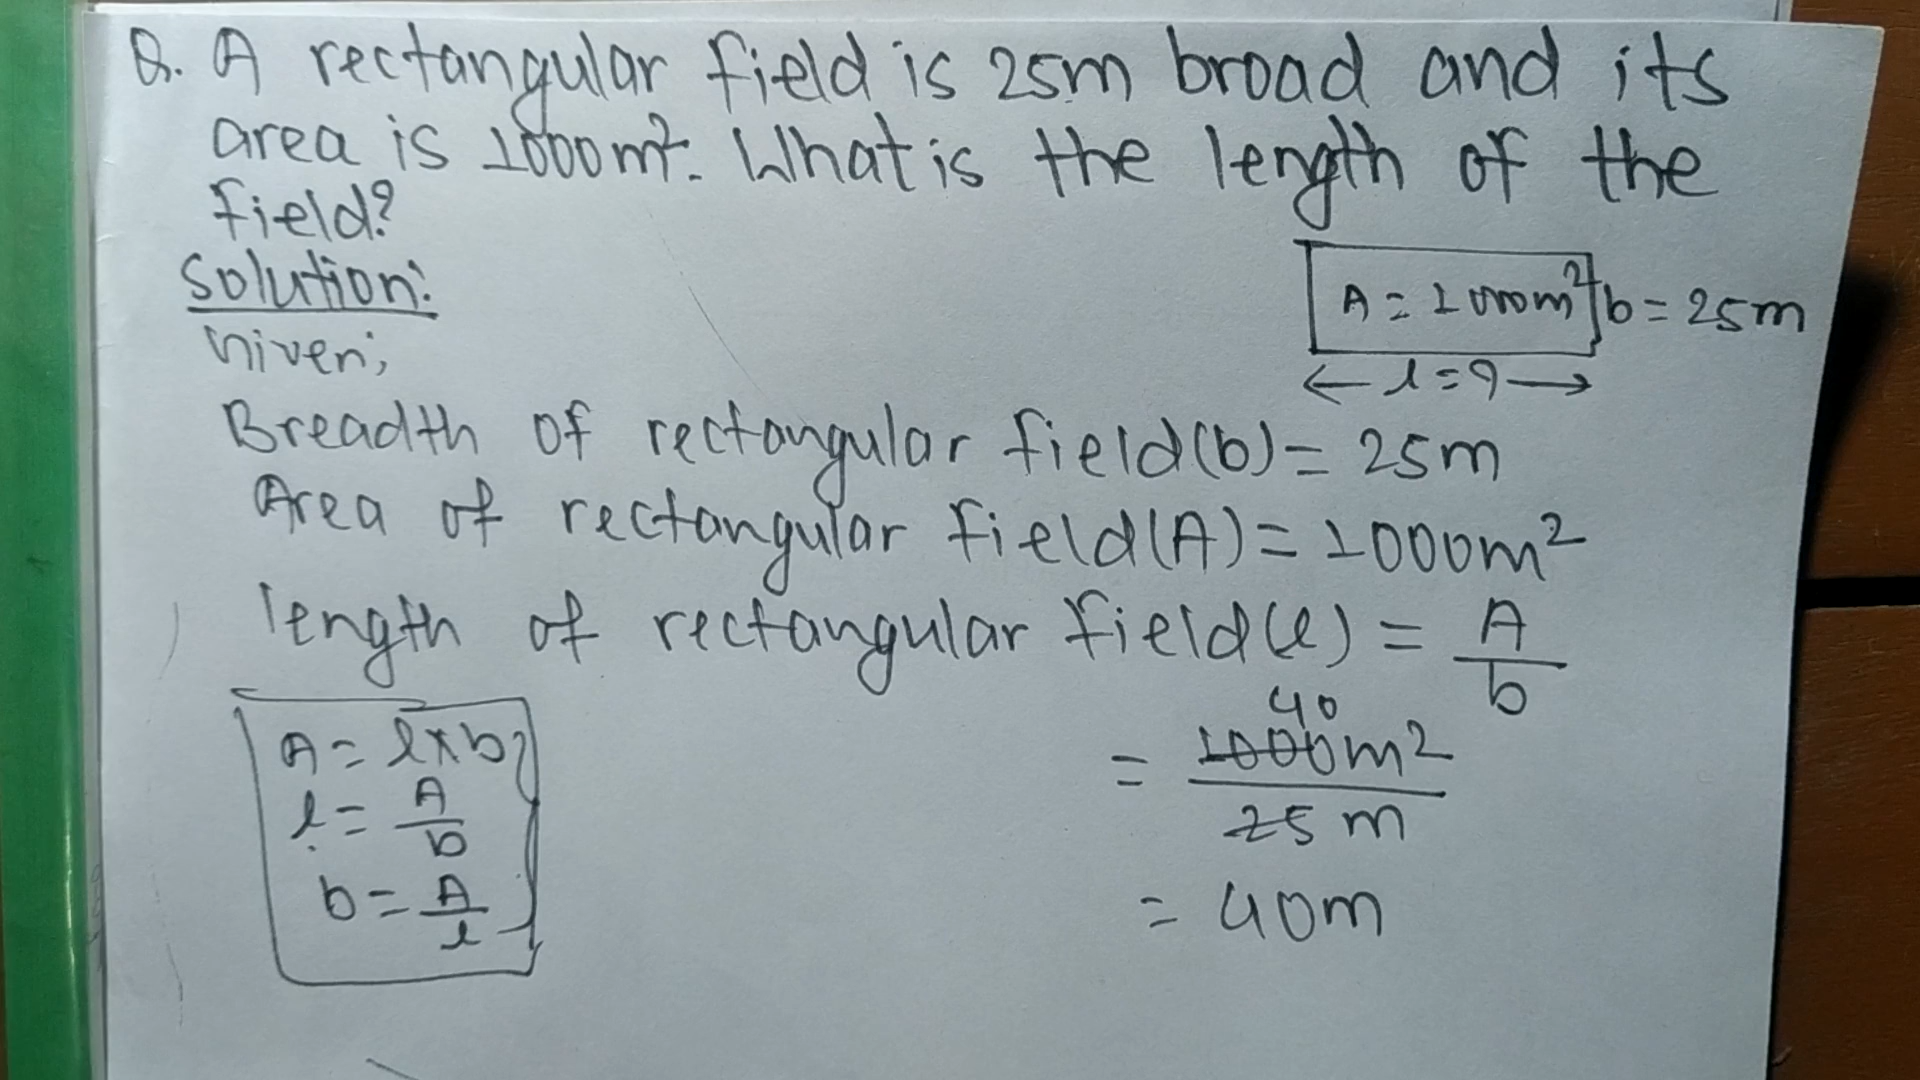 Q. A rectangular field is 25m broad and its
area is 1000m². What is the length of the
field?
Solution:
Given;
A = 1000m² b = 25m
l = ?
Breadth of rectangular field(b) = 25m
Area of rectangular field(A) = 1000m²
length of rectangular field(l) = A/b
= 1000m²/25m 40
= 40m
A = l×b
l = A/b
b = A/l